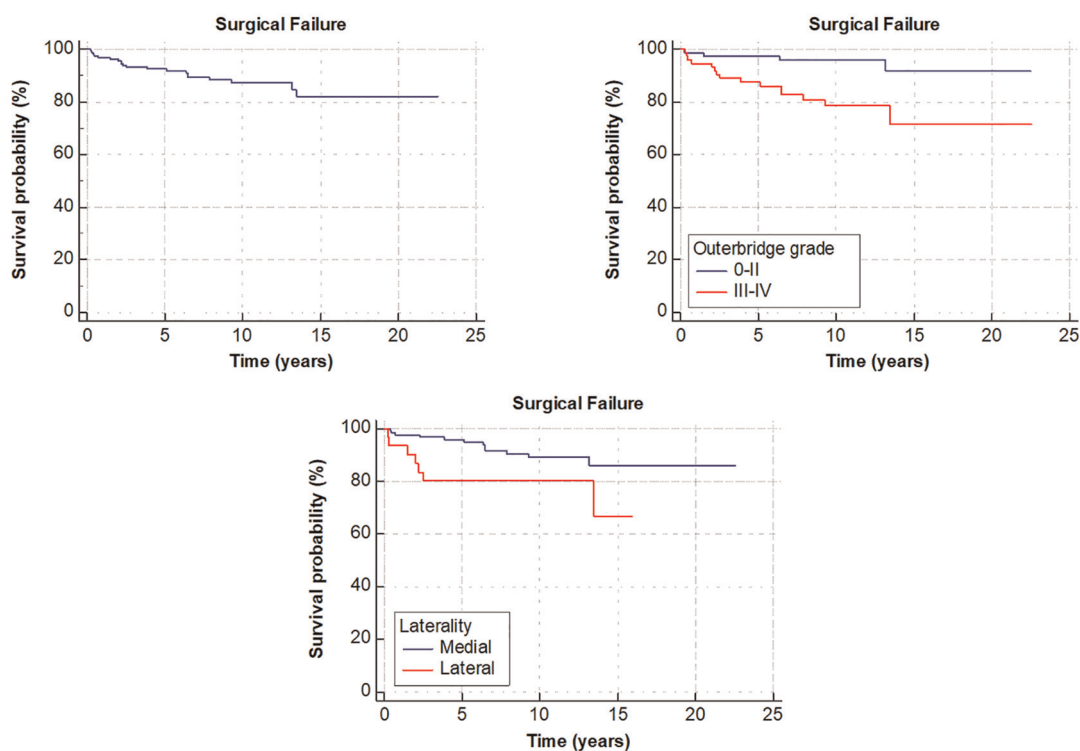 Surgical Failure
Survival probability (%)
100
80
60
40
20
0
0 5 10 15 20 25
Time (years)
Surgical Failure
Survival probability (%)
100
80
60
40
20
0
Outerbridge grade
0-II
III-IV
0 5 10 15 20 25
Time (years)
Surgical Failure
Survival probability (%)
100
80
60
40
20
0
Laterality
Medial
Lateral
0 5 10 15 20 25
Time (years)